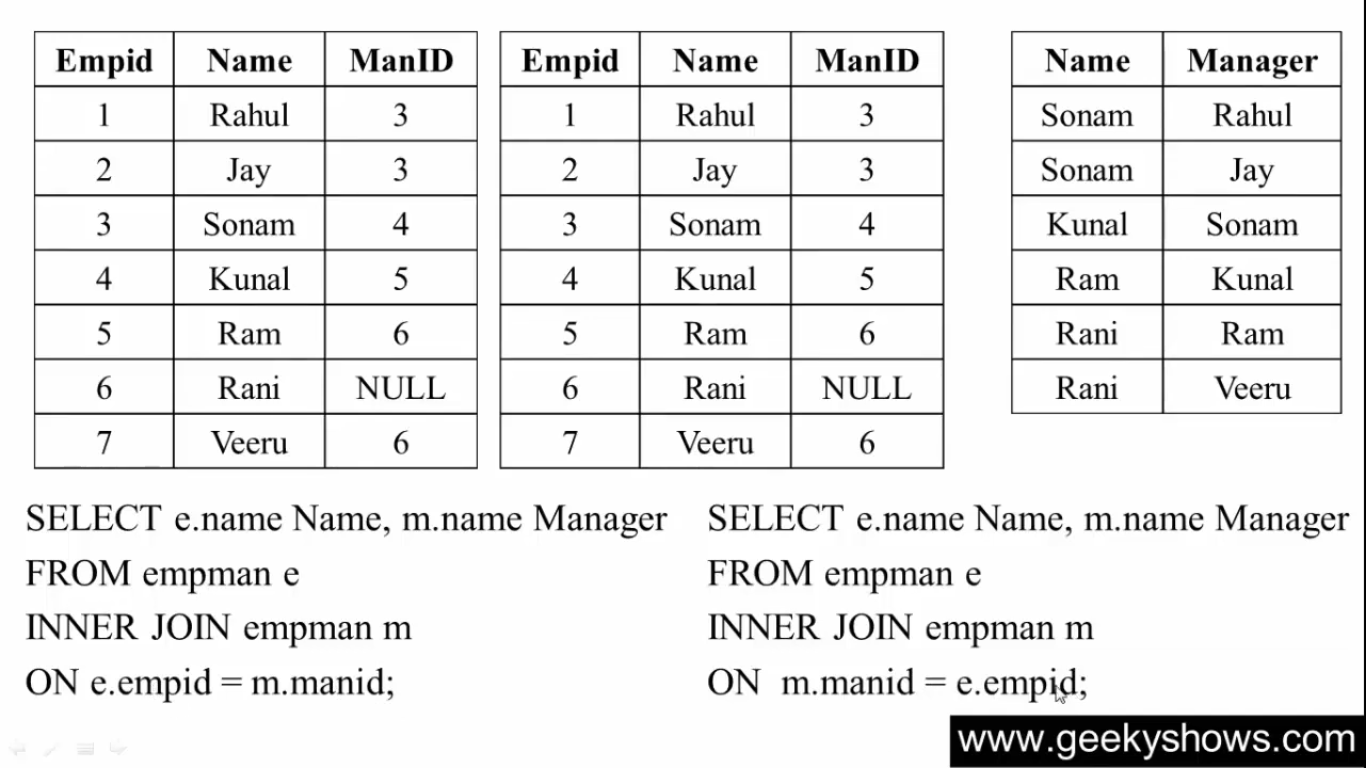 Empid Name ManID
1 Rahul 3
2 Jay 3
3 Sonam 4
4 Kunal 5
5 Ram 6
6 Rani NULL
7 Veeru 6
Empid Name ManID
1 Rahul 3
2 Jay 3
3 Sonam 4
4 Kunal 5
5 Ram 6
6 Rani NULL
7 Veeru 6
Name Manager
Sonam Rahul
Sonam Jay
Kunal Sonam
Ram Kunal
Rani Ram
Rani Veeru
SELECT e.name Name, m.name Manager
FROM empman e
INNER JOIN empman m
ON e.empid = m.manid;
SELECT e.name Name, m.name Manager
FROM empman e
INNER JOIN empman m
ON m.manid = e.empid;
www.geekyshows.com